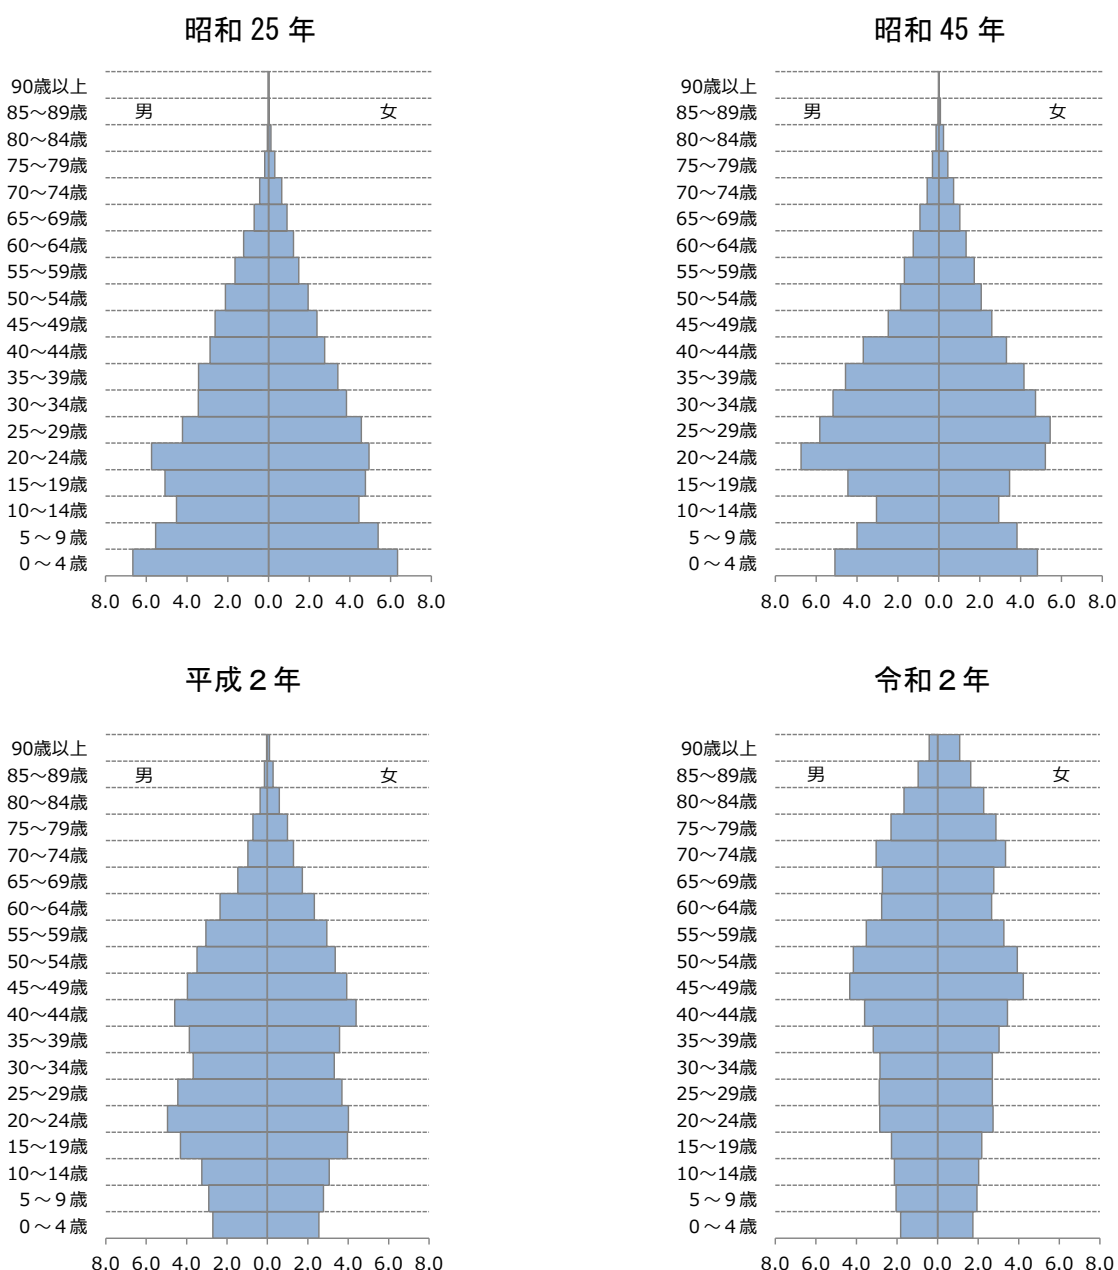 昭和 25 年
90歳以上
85～89歳 男 女
80～84歳
75～79歳
70～74歳
65～69歳
60～64歳
55～59歳
50～54歳
45～49歳
40～44歳
35～39歳
30～34歳
25～29歳
20～24歳
15～19歳
10～14歳
５～９歳
０～４歳
8.0 6.0 4.0 2.0 0.0 2.0 4.0 6.0 8.0
昭和 45 年
90歳以上
85～89歳 男 女
80～84歳
75～79歳
70～74歳
65～69歳
60～64歳
55～59歳
50～54歳
45～49歳
40～44歳
35～39歳
30～34歳
25～29歳
20～24歳
15～19歳
10～14歳
５～９歳
０～４歳
8.0 6.0 4.0 2.0 0.0 2.0 4.0 6.0 8.0
平成２年
90歳以上
85～89歳 男 女
80～84歳
75～79歳
70～74歳
65～69歳
60～64歳
55～59歳
50～54歳
45～49歳
40～44歳
35～39歳
30～34歳
25～29歳
20～24歳
15～19歳
10～14歳
５～９歳
０～４歳
8.0 6.0 4.0 2.0 0.0 2.0 4.0 6.0 8.0
令和２年
90歳以上
85～89歳 男 女
80～84歳
75～79歳
70～74歳
65～69歳
60～64歳
55～59歳
50～54歳
45～49歳
40～44歳
35～39歳
30～34歳
25～29歳
20～24歳
15～19歳
10～14歳
５～９歳
０～４歳
8.0 6.0 4.0 2.0 0.0 2.0 4.0 6.0 8.0